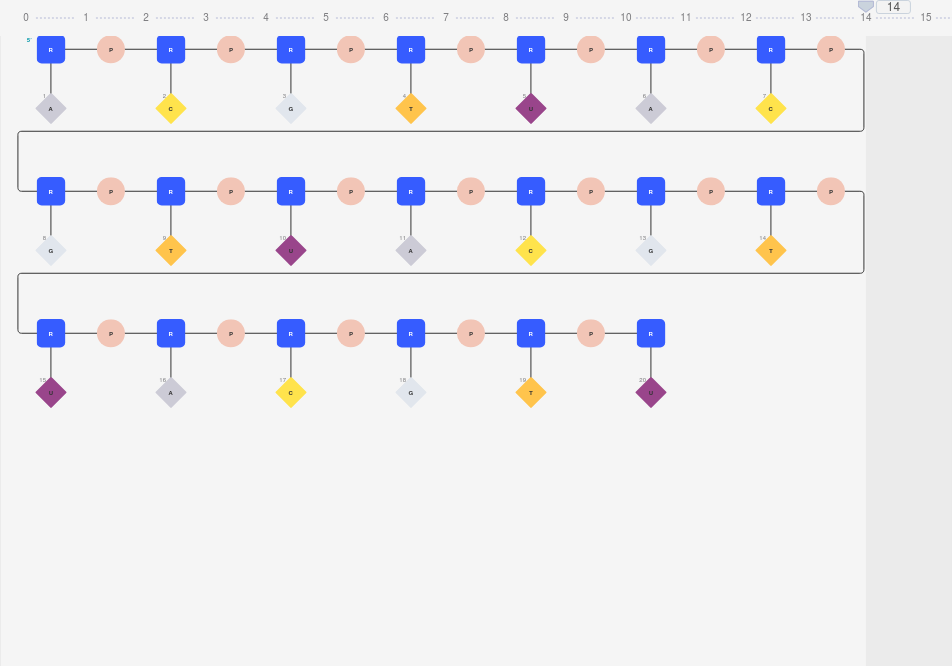 14
0 1 2 3 4 5 6 7 8 9 10 11 12 13 14 15
5'
R P R P R P R P R P R P R P
1 2 3 4 5 6 7
A C G T U A C
R P R P R P R P R P R P R P
8 9 10 11 12 13 14
G T U A C G T
R P R P R P R P R P R
15 16 17 18 19 20
U A C G T U